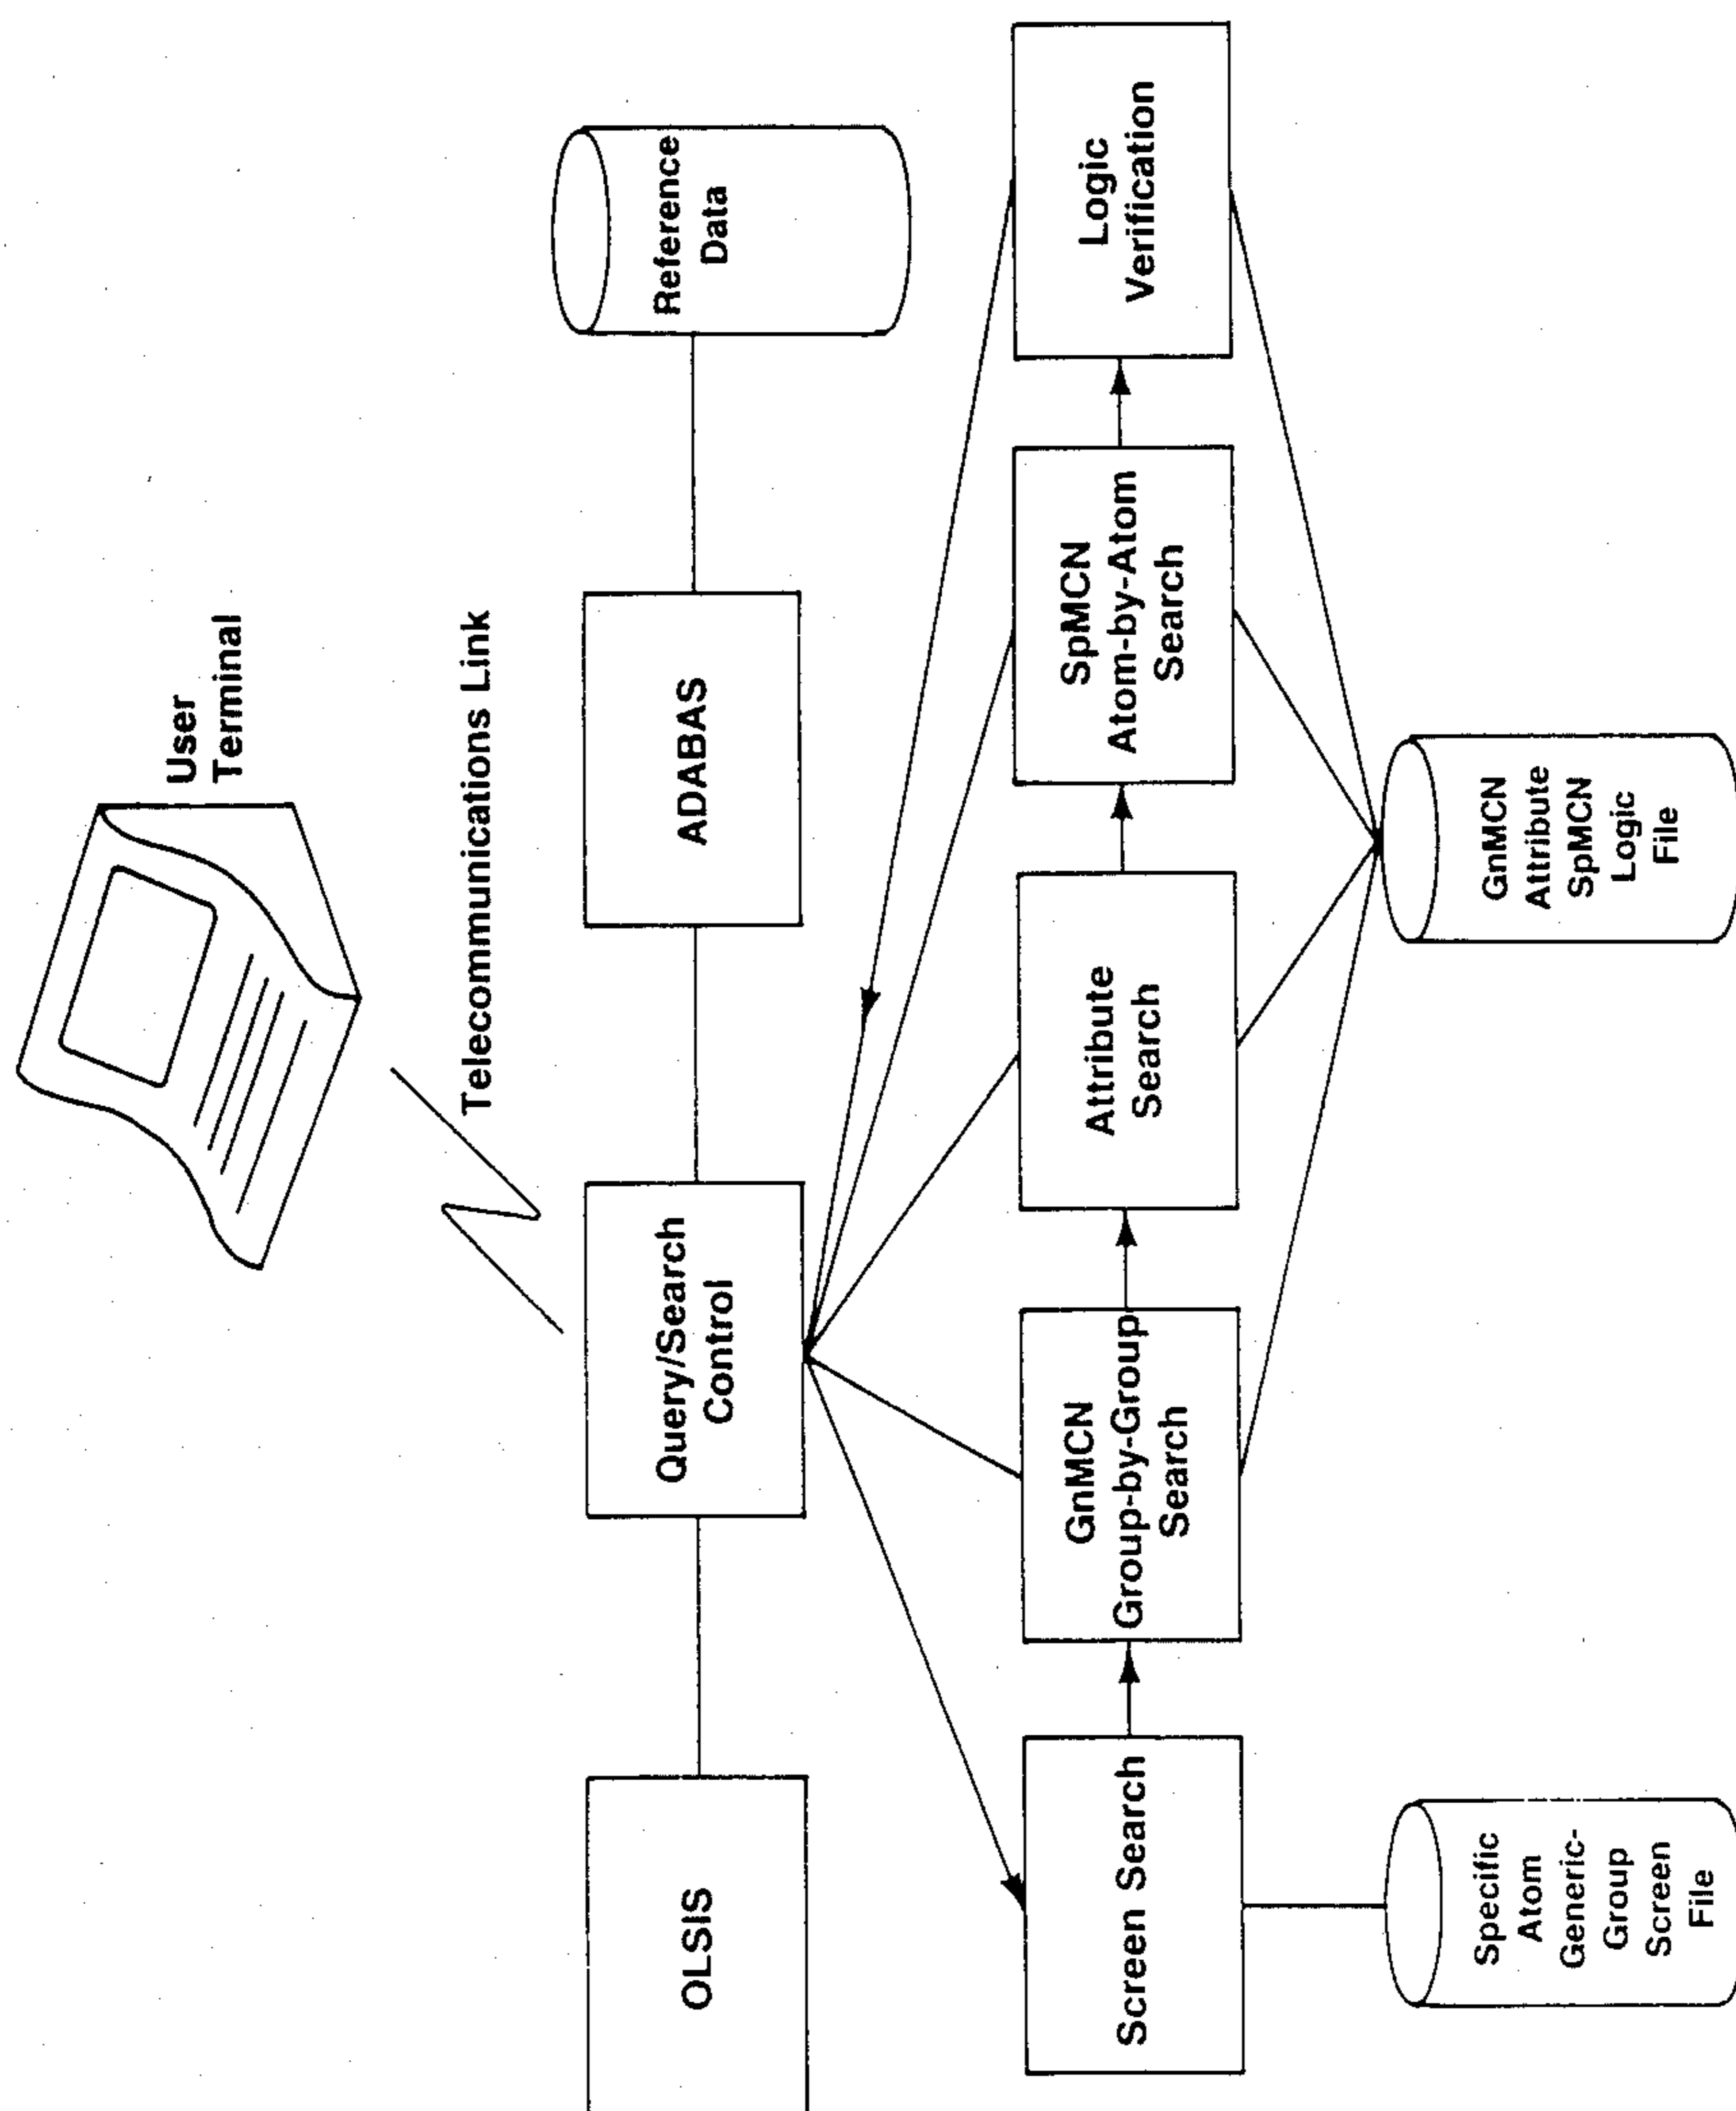 User
Terminal
Telecommunications Link
OLSIS
Query/Search
Control
ADABAS
Reference
Data
Screen Search
GnMCN
Group-by-Group
Search
Attribute
Search
SpMCN
Atom-by-Atom
Search
Logic
Verification
Specific
Atom
Generic-
Group
Screen
File
GnMCN
Attribute
SpMCN
Logic
File